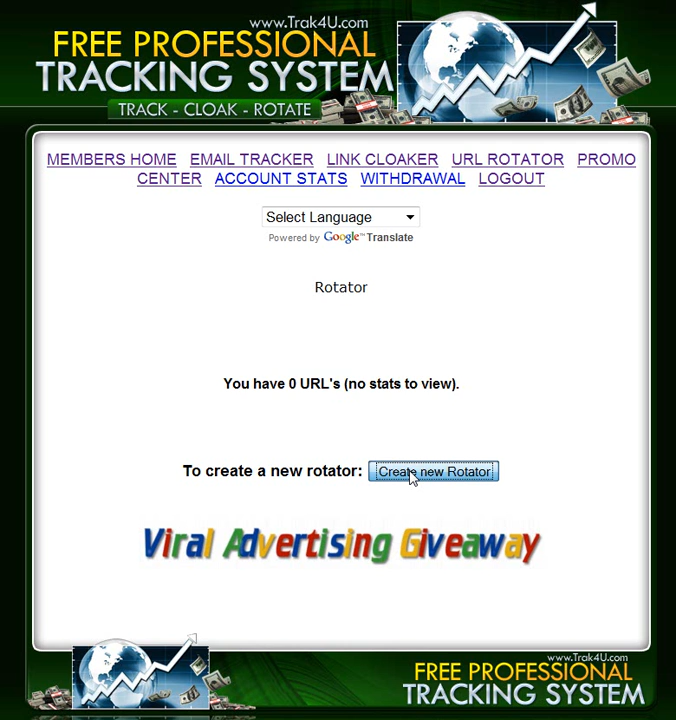 www.Trak4U.com
FREE PROFESSIONAL
TRACKING SYSTEM
TRACK - CLOAK - ROTATE
MEMBERS HOME EMAIL TRACKER LINK CLOAKER URL ROTATOR PROMO
CENTER ACCOUNT STATS WITHDRAWAL LOGOUT
Select Language
Powered by Google™ Translate
Rotator
You have 0 URL's (no stats to view).
To create a new rotator: Create new Rotator
Viral Advertising Giveaway
www.Trak4U.com
FREE PROFESSIONAL
TRACKING SYSTEM